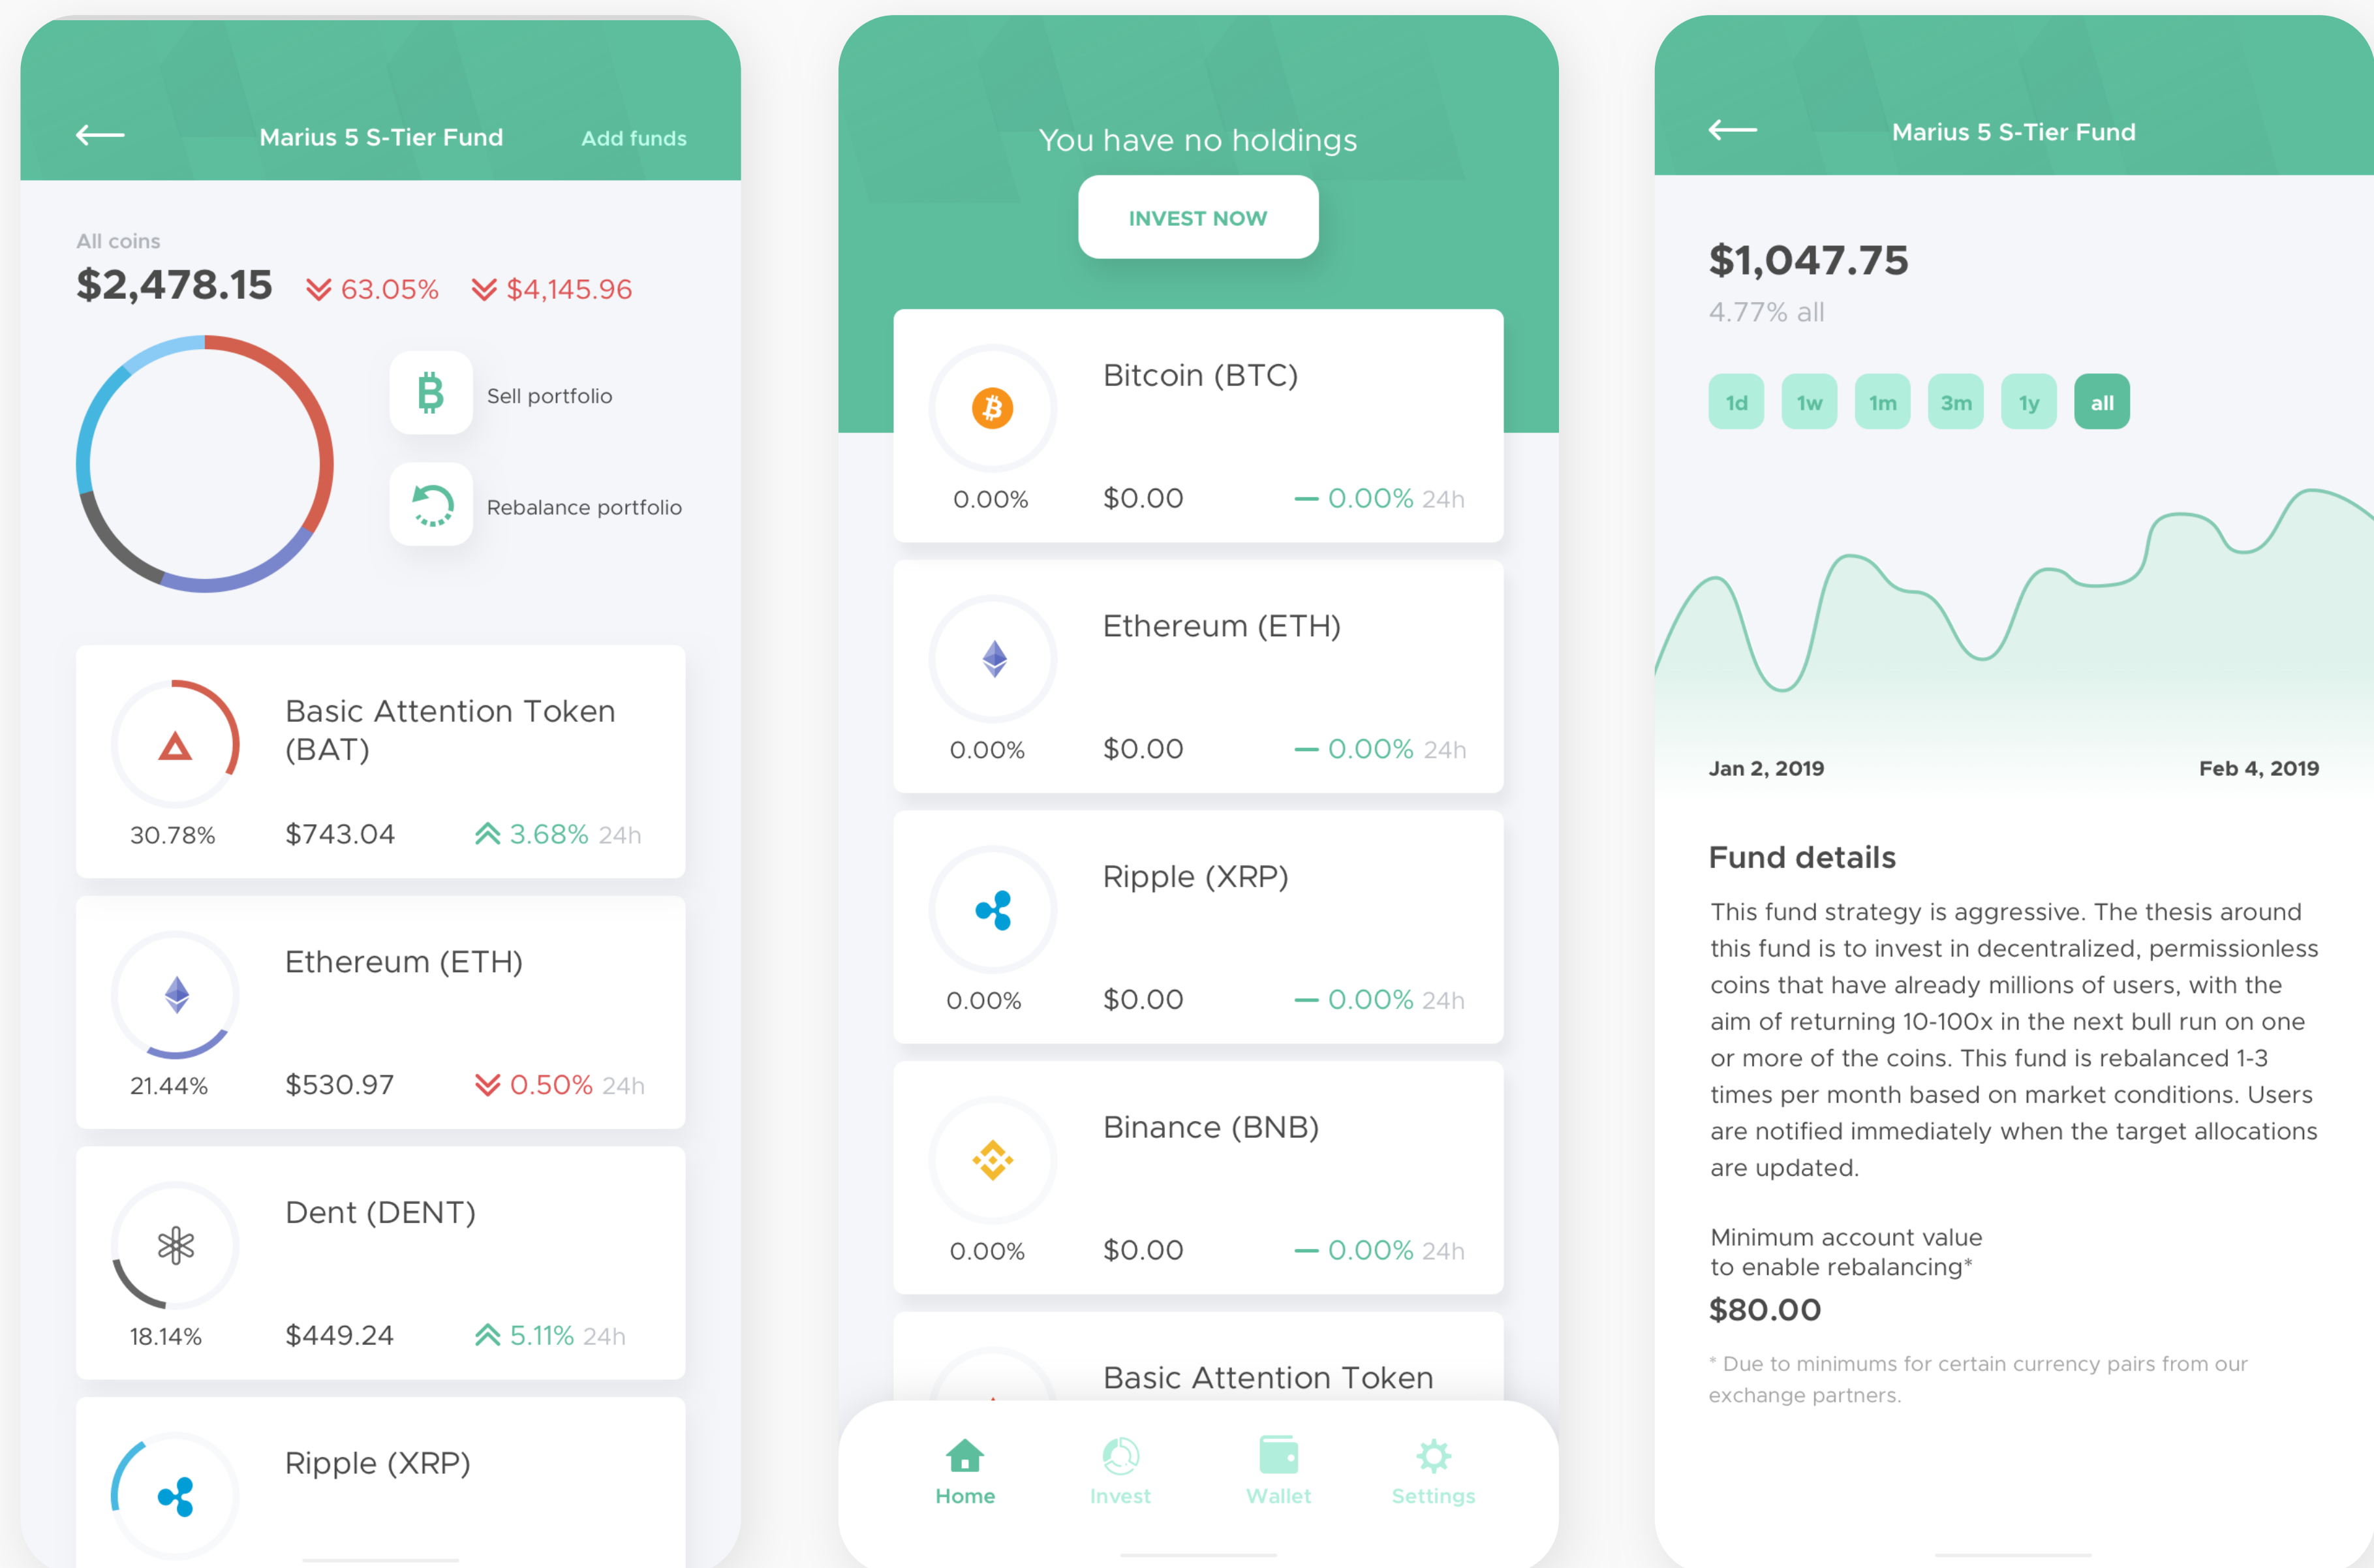 Marius 5 S-Tier Fund
Add funds
All coins
$2,478.15 63.05% $4,145.96
Sell portfolio
Rebalance portfolio
Basic Attention Token
(BAT)
30.78% $743.04 3.68% 24h
Ethereum (ETH)
21.44% $530.97 0.50% 24h
Dent (DENT)
18.14% $449.24 5.11% 24h
Ripple (XRP)
You have no holdings
INVEST NOW
Bitcoin (BTC)
0.00% $0.00 0.00% 24h
Ethereum (ETH)
0.00% $0.00 0.00% 24h
Ripple (XRP)
0.00% $0.00 0.00% 24h
Binance (BNB)
0.00% $0.00 0.00% 24h
Basic Attention Token
Home Invest Wallet Settings
Marius 5 S-Tier Fund
$1,047.75
4.77% all
1d 1w 1m 3m 1y all
Jan 2, 2019 Feb 4, 2019
Fund details
This fund strategy is aggressive. The thesis around
this fund is to invest in decentralized, permissionless
coins that have already millions of users, with the
aim of returning 10-100x in the next bull run on one
or more of the coins. This fund is rebalanced 1-3
times per month based on market conditions. Users
are notified immediately when the target allocations
are updated.
Minimum account value
to enable rebalancing*
$80.00
* Due to minimums for certain currency pairs from our
exchange partners.